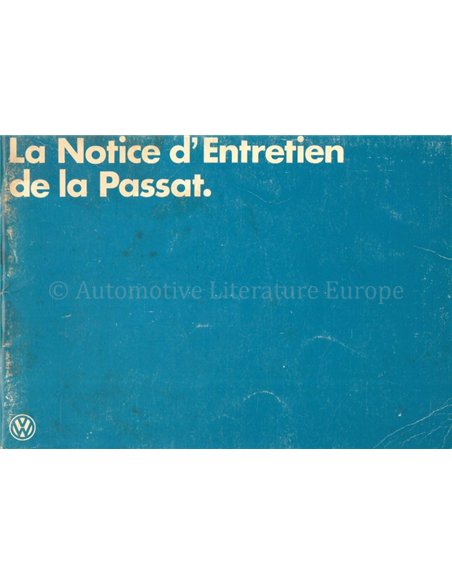 La Notice d'Entretien
de la Passat.
© Automotive Literature Europe
VW